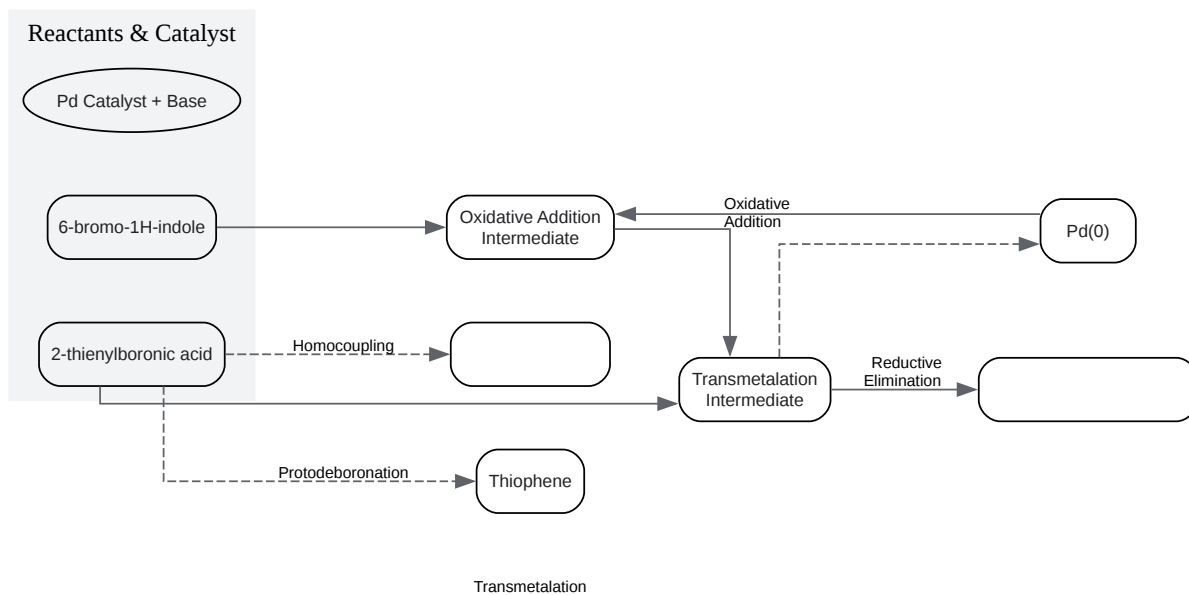 Reactants & Catalyst
Pd Catalyst + Base
6-bromo-1H-indole
Oxidative Addition
Intermediate
Oxidative
Addition
Pd(0)
2-thienylboronic acid
Homocoupling
Transmetalation
Intermediate
Reductive
Elimination
Protodeboronation
Thiophene
Transmetalation